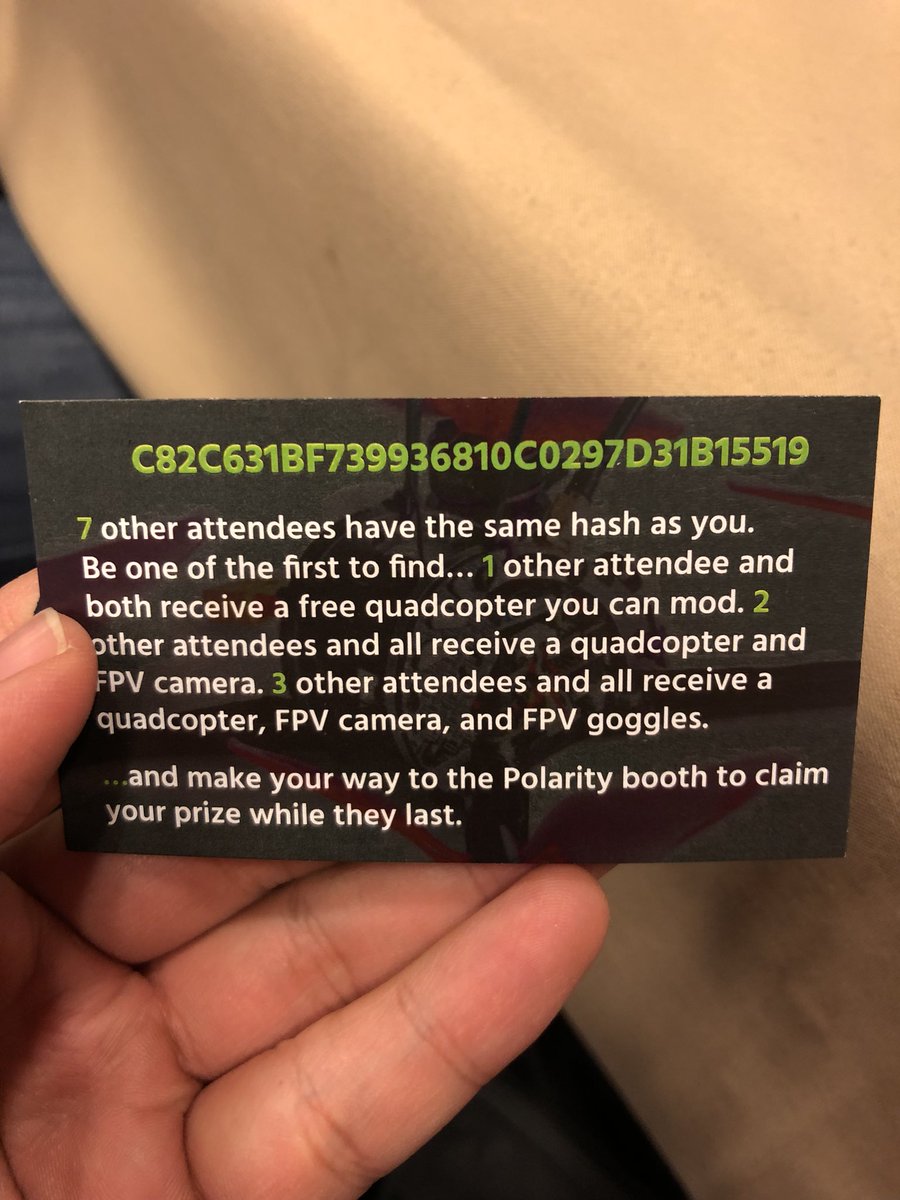 C82C631BF739936810C0297D31B15519
7 other attendees have the same hash as you.
Be one of the first to find... 1 other attendee and
both receive a free quadcopter you can mod. 2
other attendees and all receive a quadcopter and
FPV camera. 3 other attendees and all receive a
quadcopter, FPV camera, and FPV goggles.
...and make your way to the Polarity booth to claim
your prize while they last.